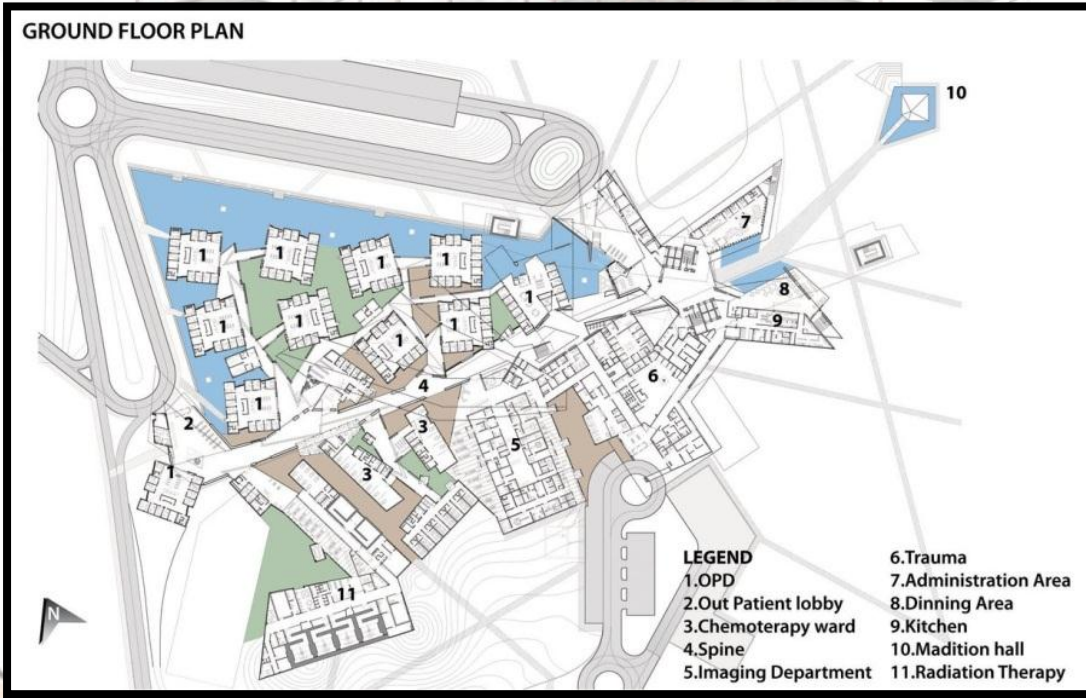 GROUND FLOOR PLAN
10
7
1
1
1
1
1
8
9
1
1
1
1
6
4
1
2
3
5
3
1
11
N
LEGEND
1.OPD
2.Out Patient lobby
3.Chemoterapy ward
4.Spine
5.Imaging Department
6.Trauma
7.Administration Area
8.Dinning Area
9.Kitchen
10.Madition hall
11.Radiation Therapy